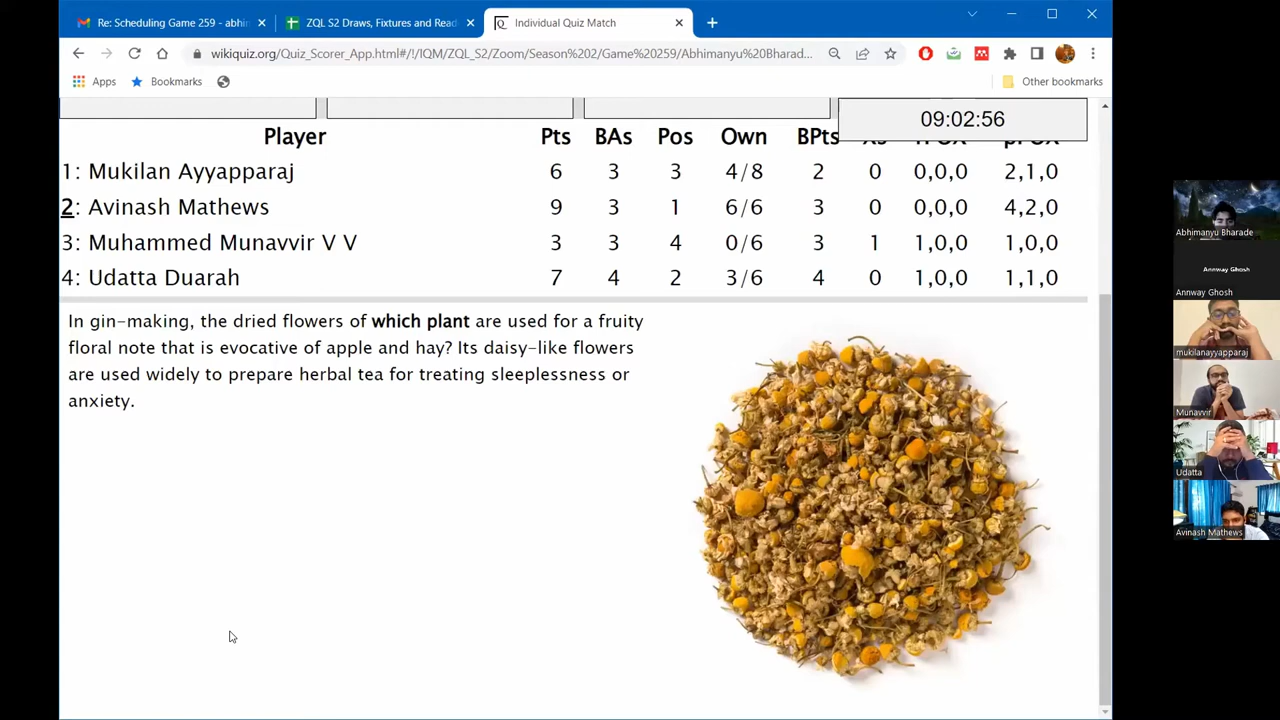 Re: Scheduling Game 259 - abhin
ZQL S2 Draws, Fixtures and Read
Individual Quiz Match
wikiquiz.org/Quiz_Scorer_App.html#/!/IQM/ZQL_S2/Zoom/Season%202/Game%20259/Abhimanyu%20Bharad...
Apps
Bookmarks
Other bookmarks
09:02:56
Player Pts BAs Pos Own BPts
1: Mukilan Ayyapparaj 6 3 3 4/8 2 0 0,0,0 2,1,0
2: Avinash Mathews 9 3 1 6/6 3 0 0,0,0 4,2,0
3: Muhammed Munavvir V V 3 3 4 0/6 3 1 1,0,0 1,0,0
4: Udatta Duarah 7 4 2 3/6 4 0 1,0,0 1,1,0
In gin-making, the dried flowers of which plant are used for a fruity
floral note that is evocative of apple and hay? Its daisy-like flowers
are used widely to prepare herbal tea for treating sleeplessness or
anxiety.
Abhimanyu Bharade
Annway Ghosh
Annway Ghosh
mukilanayyapparaj
Munavvir
Udatta
Avinash Mathews